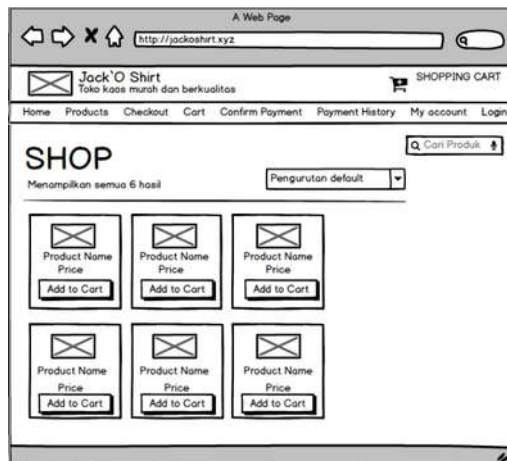 A Web Page
http://jackoshirt.xyz
Jack`O Shirt
Toko kaos murah dan berkualitas
SHOPPING CART
Home Products Checkout Cart Confirm Payment Payment History My account Login
Cari Produk
SHOP
Menampilkan semua 6 hasil
Pengurutan default
Product Name Product Name Product Name
Price Price Price
Add to Cart Add to Cart Add to Cart
Product Name Product Name Product Name
Price Price Price
Add to Cart Add to Cart Add to Cart